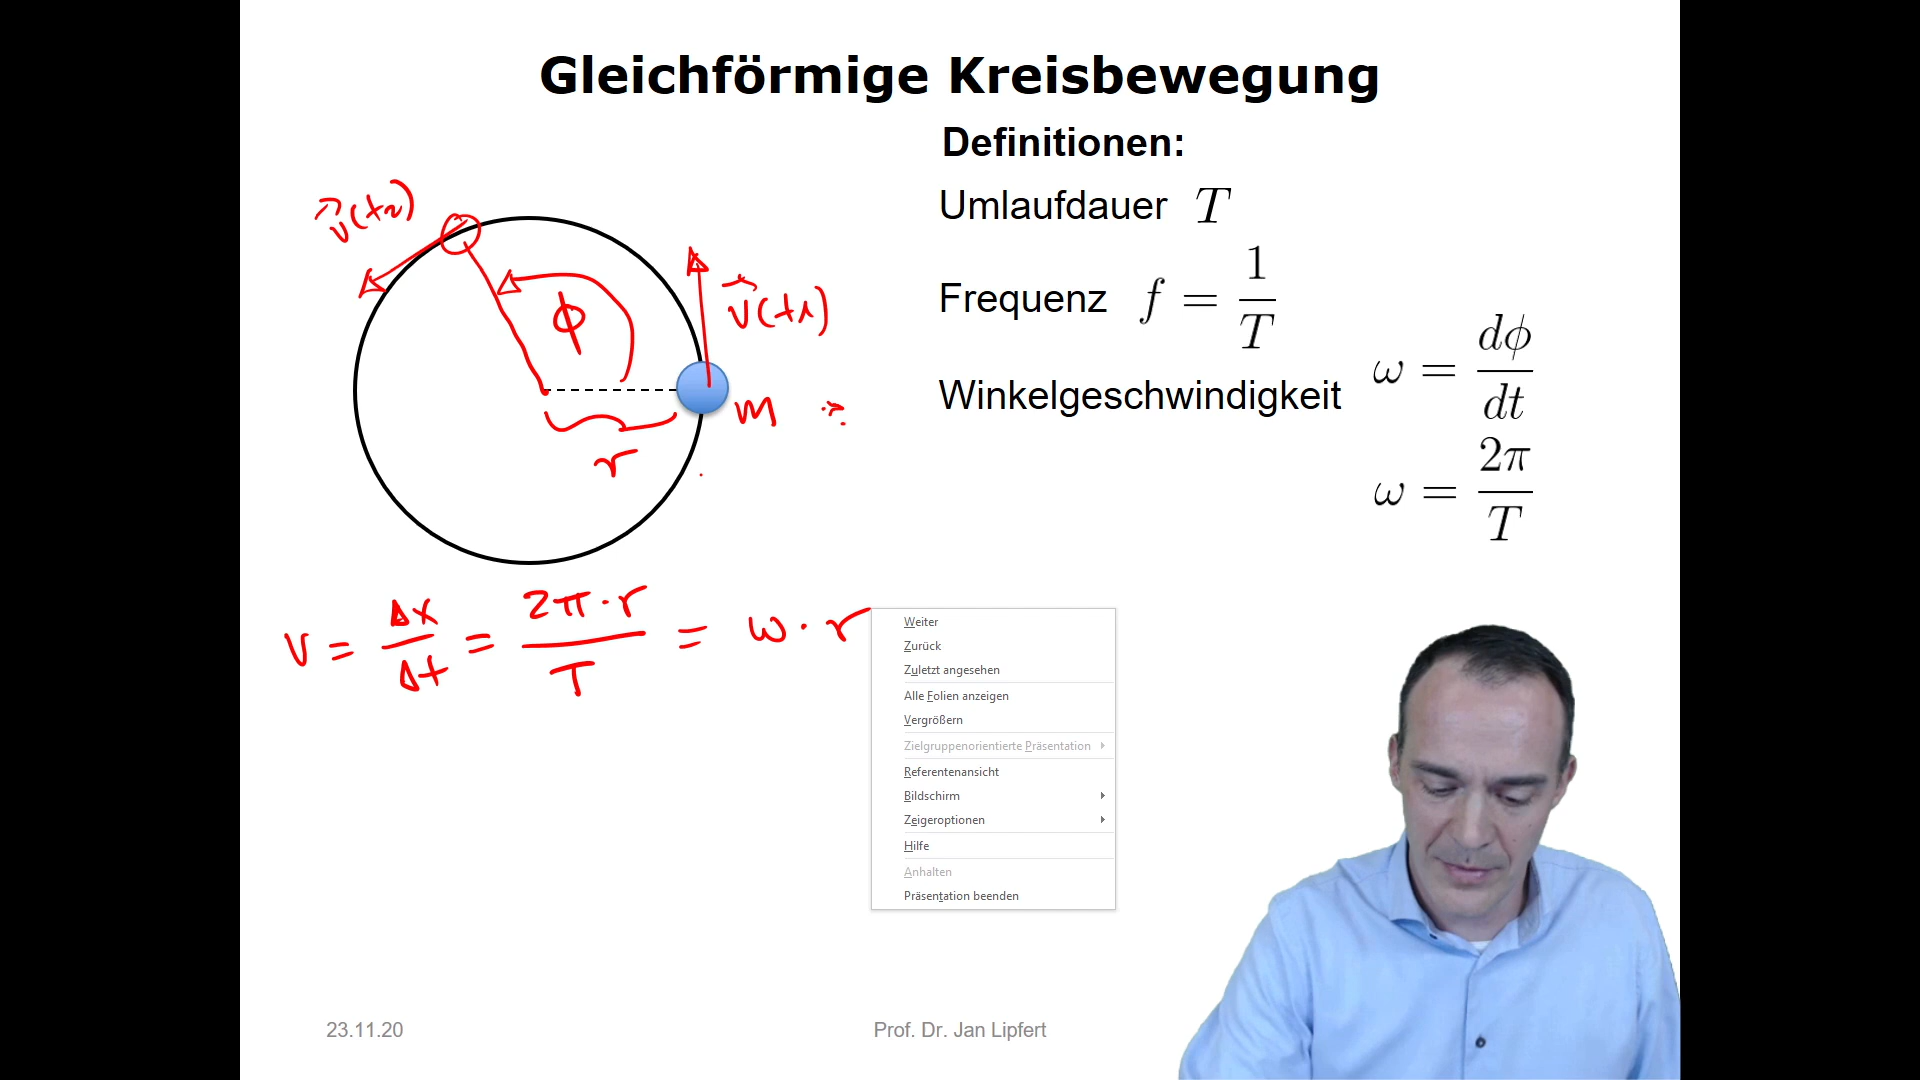 Gleichförmige Kreisbewegung
Definitionen:
Umlaufdauer T
Frequenz f = 1/T
Winkelgeschwindigkeit ω = dϕ/dt
ω = 2π/T
v⃗(t2)
ϕ
v⃗(t1)
m
r
v = Δx/Δt = 2π·r/T = ω·r
Weiter
Zurück
Zuletzt angesehen
Alle Folien anzeigen
Vergrößern
Zielgruppenorientierte Präsentation
Referentenansicht
Bildschirm
Zeigeroptionen
Hilfe
Anhalten
Präsentation beenden
23.11.20
Prof. Dr. Jan Lipfert